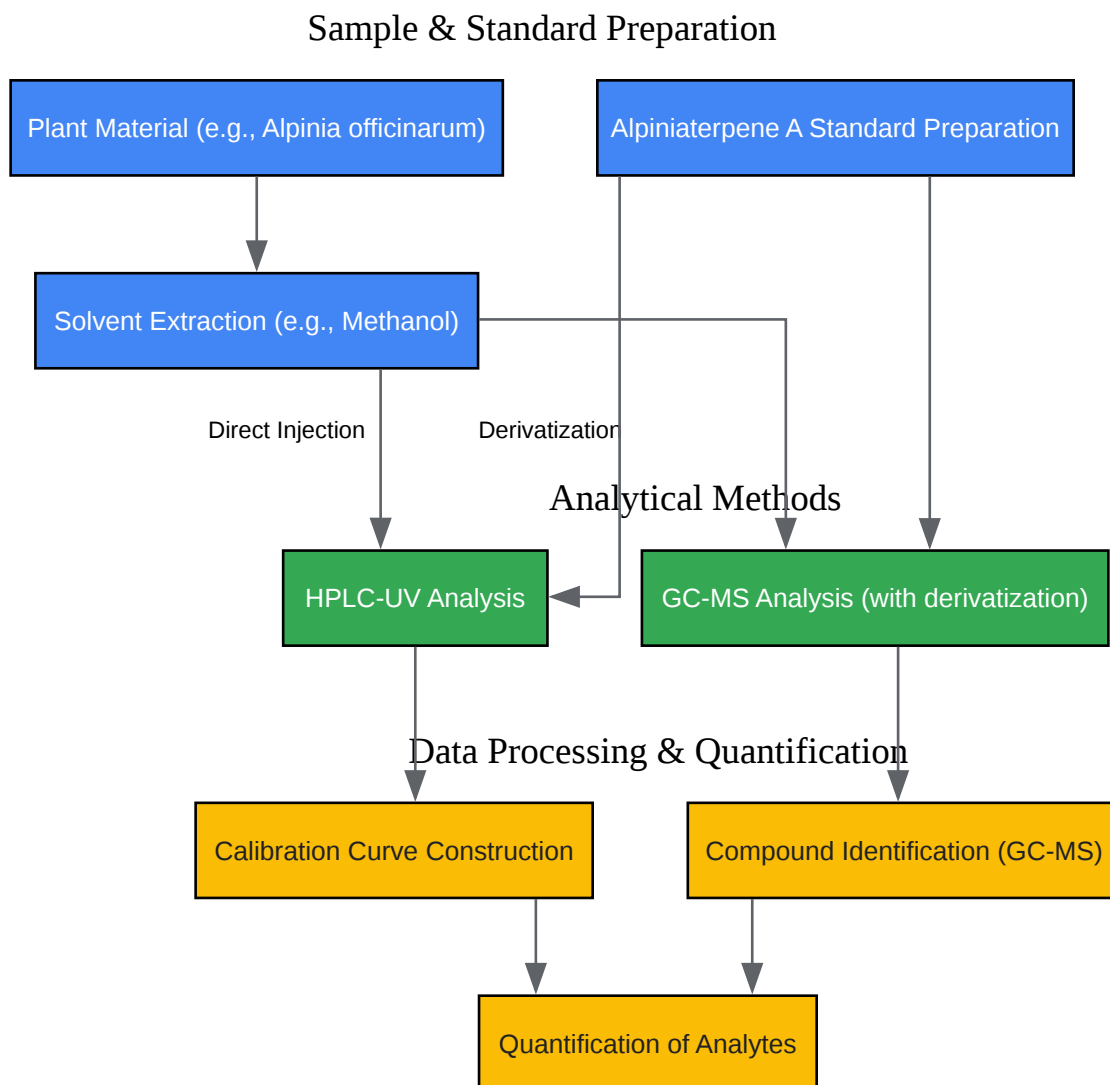 Sample & Standard Preparation
Plant Material (e.g., Alpinia officinarum)
Alpiniaterpene A Standard Preparation
Solvent Extraction (e.g., Methanol)
Direct Injection
Derivatization
Analytical Methods
HPLC-UV Analysis
GC-MS Analysis (with derivatization)
Data Processing & Quantification
Calibration Curve Construction
Compound Identification (GC-MS)
Quantification of Analytes